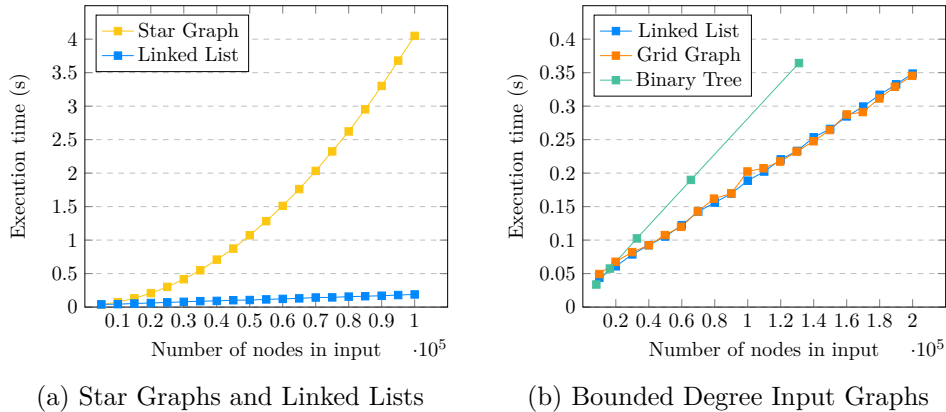 Star Graph
Linked List
4
3.5
3
2.5
2
1.5
1
0.5
0
Execution time (s)
0.1 0.2 0.3 0.4 0.5 0.6 0.7 0.8 0.9 1
Number of nodes in input ·10⁵
(a) Star Graphs and Linked Lists
Linked List
Grid Graph
Binary Tree
0.4
0.35
0.3
0.25
0.2
0.15
0.1
0.05
0
Execution time (s)
0.2 0.4 0.6 0.8 1 1.2 1.4 1.6 1.8 2
Number of nodes in input ·10⁵
(b) Bounded Degree Input Graphs